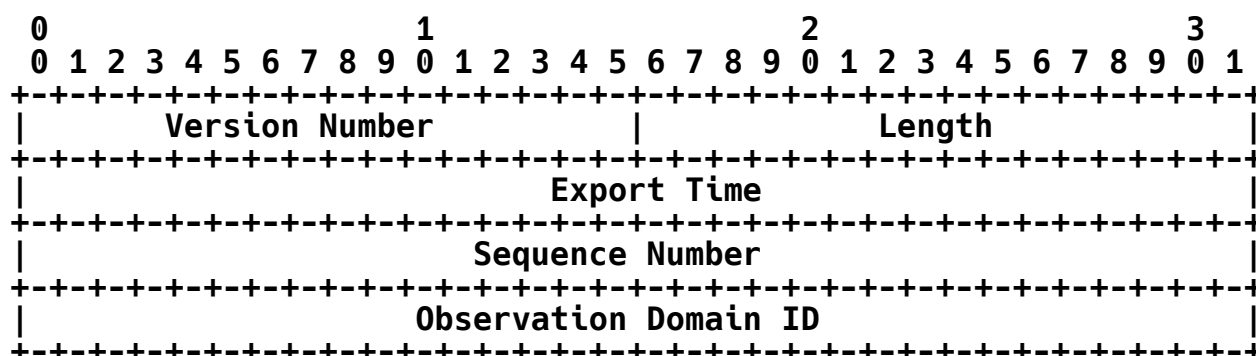 0                   1                   2                   3
 0 1 2 3 4 5 6 7 8 9 0 1 2 3 4 5 6 7 8 9 0 1 2 3 4 5 6 7 8 9 0 1
+-+-+-+-+-+-+-+-+-+-+-+-+-+-+-+-+-+-+-+-+-+-+-+-+-+-+-+-+-+-+-+-+
|       Version Number          |            Length             |
+-+-+-+-+-+-+-+-+-+-+-+-+-+-+-+-+-+-+-+-+-+-+-+-+-+-+-+-+-+-+-+-+
|                           Export Time                         |
+-+-+-+-+-+-+-+-+-+-+-+-+-+-+-+-+-+-+-+-+-+-+-+-+-+-+-+-+-+-+-+-+
|                       Sequence Number                         |
+-+-+-+-+-+-+-+-+-+-+-+-+-+-+-+-+-+-+-+-+-+-+-+-+-+-+-+-+-+-+-+-+
|                    Observation Domain ID                      |
+-+-+-+-+-+-+-+-+-+-+-+-+-+-+-+-+-+-+-+-+-+-+-+-+-+-+-+-+-+-+-+-+